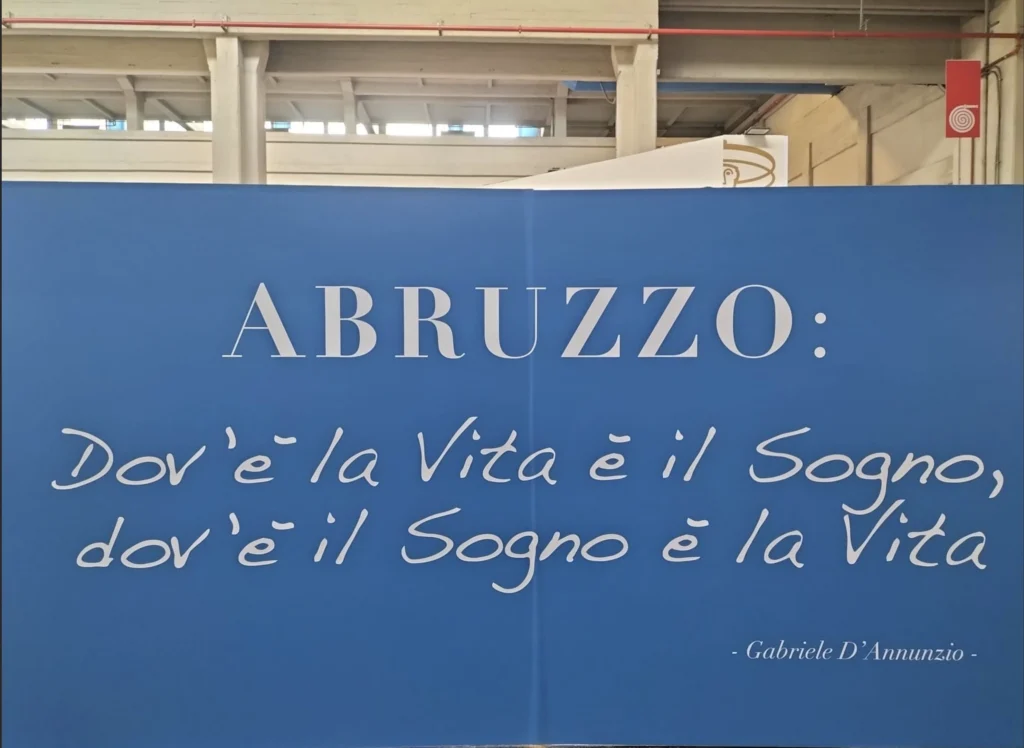 ABRUZZO:
Dov'è la Vita è il Sogno,
dov'è il Sogno è la Vita
- Gabriele D'Annunzio -